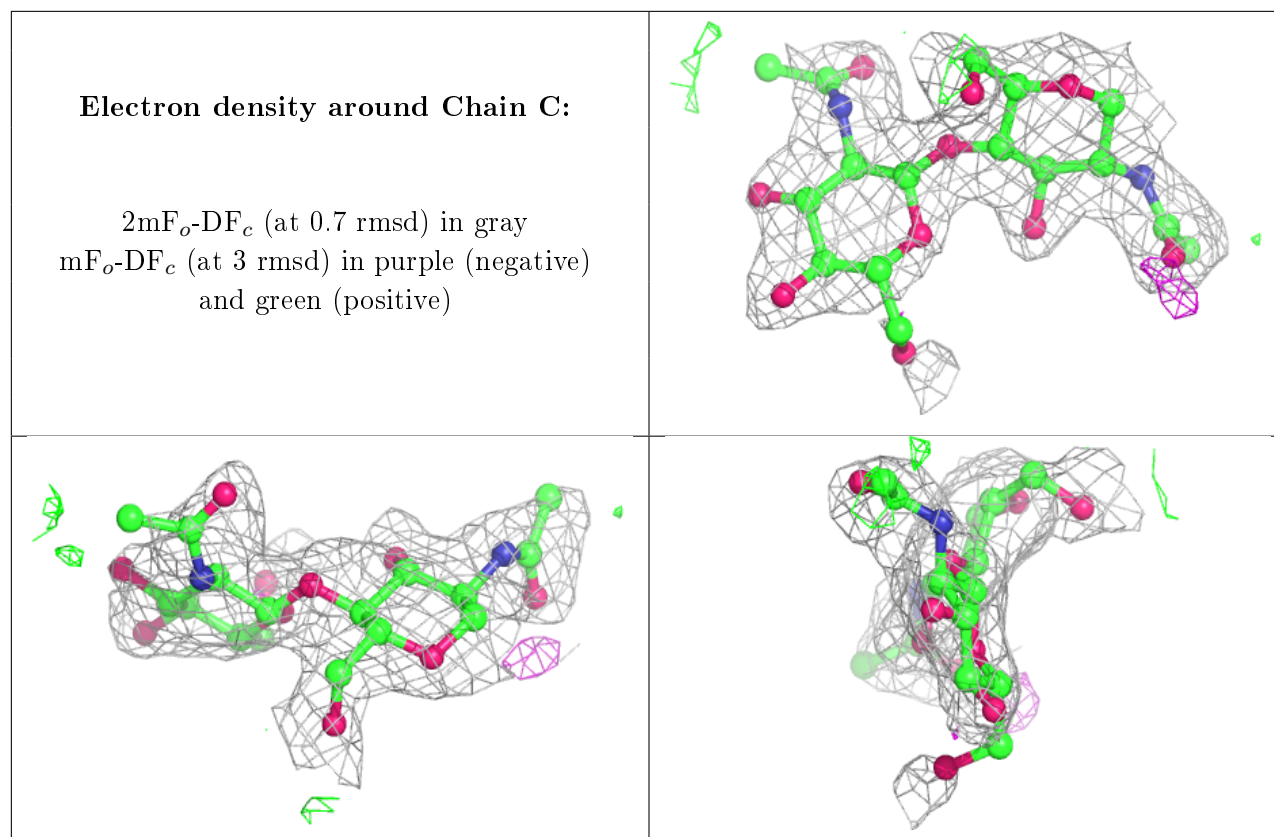 Electron density around Chain C:
2mFₒ-DF𝒸 (at 0.7 rmsd) in gray
mFₒ-DF𝒸 (at 3 rmsd) in purple (negative)
and green (positive)